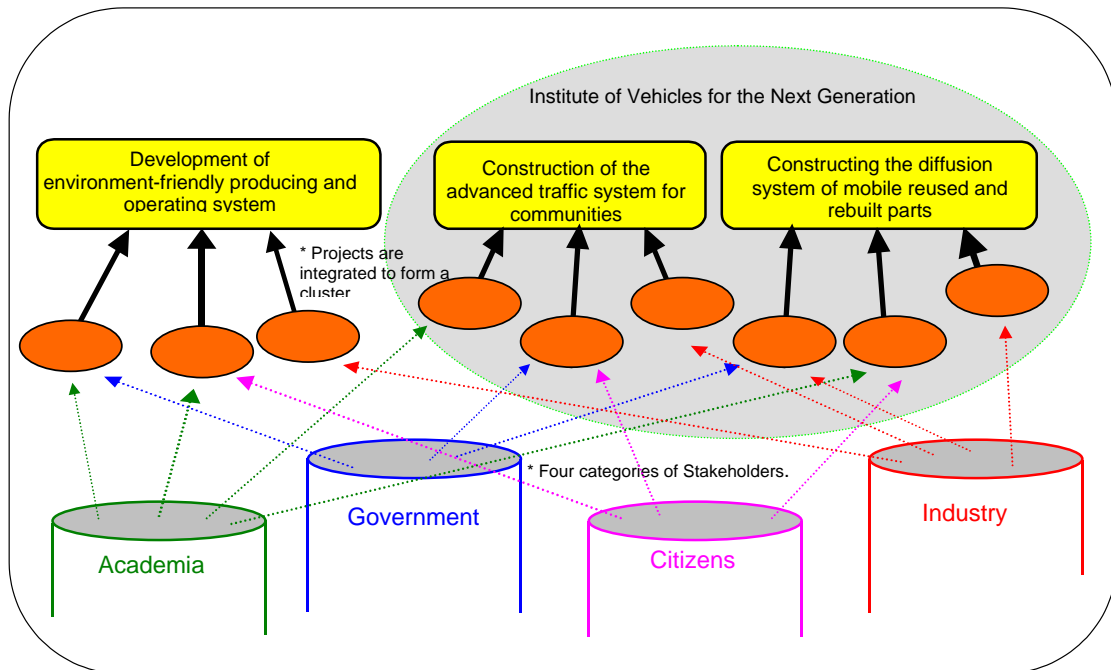 Institute of Vehicles for the Next Generation
Development of
environment-friendly producing and
operating system
Construction of the
advanced traffic system for
communities
Constructing the diffusion
system of mobile reused and
rebuilt parts
* Projects are
integrated to form a
cluster
* Four categories of Stakeholders.
Academia
Government
Citizens
Industry